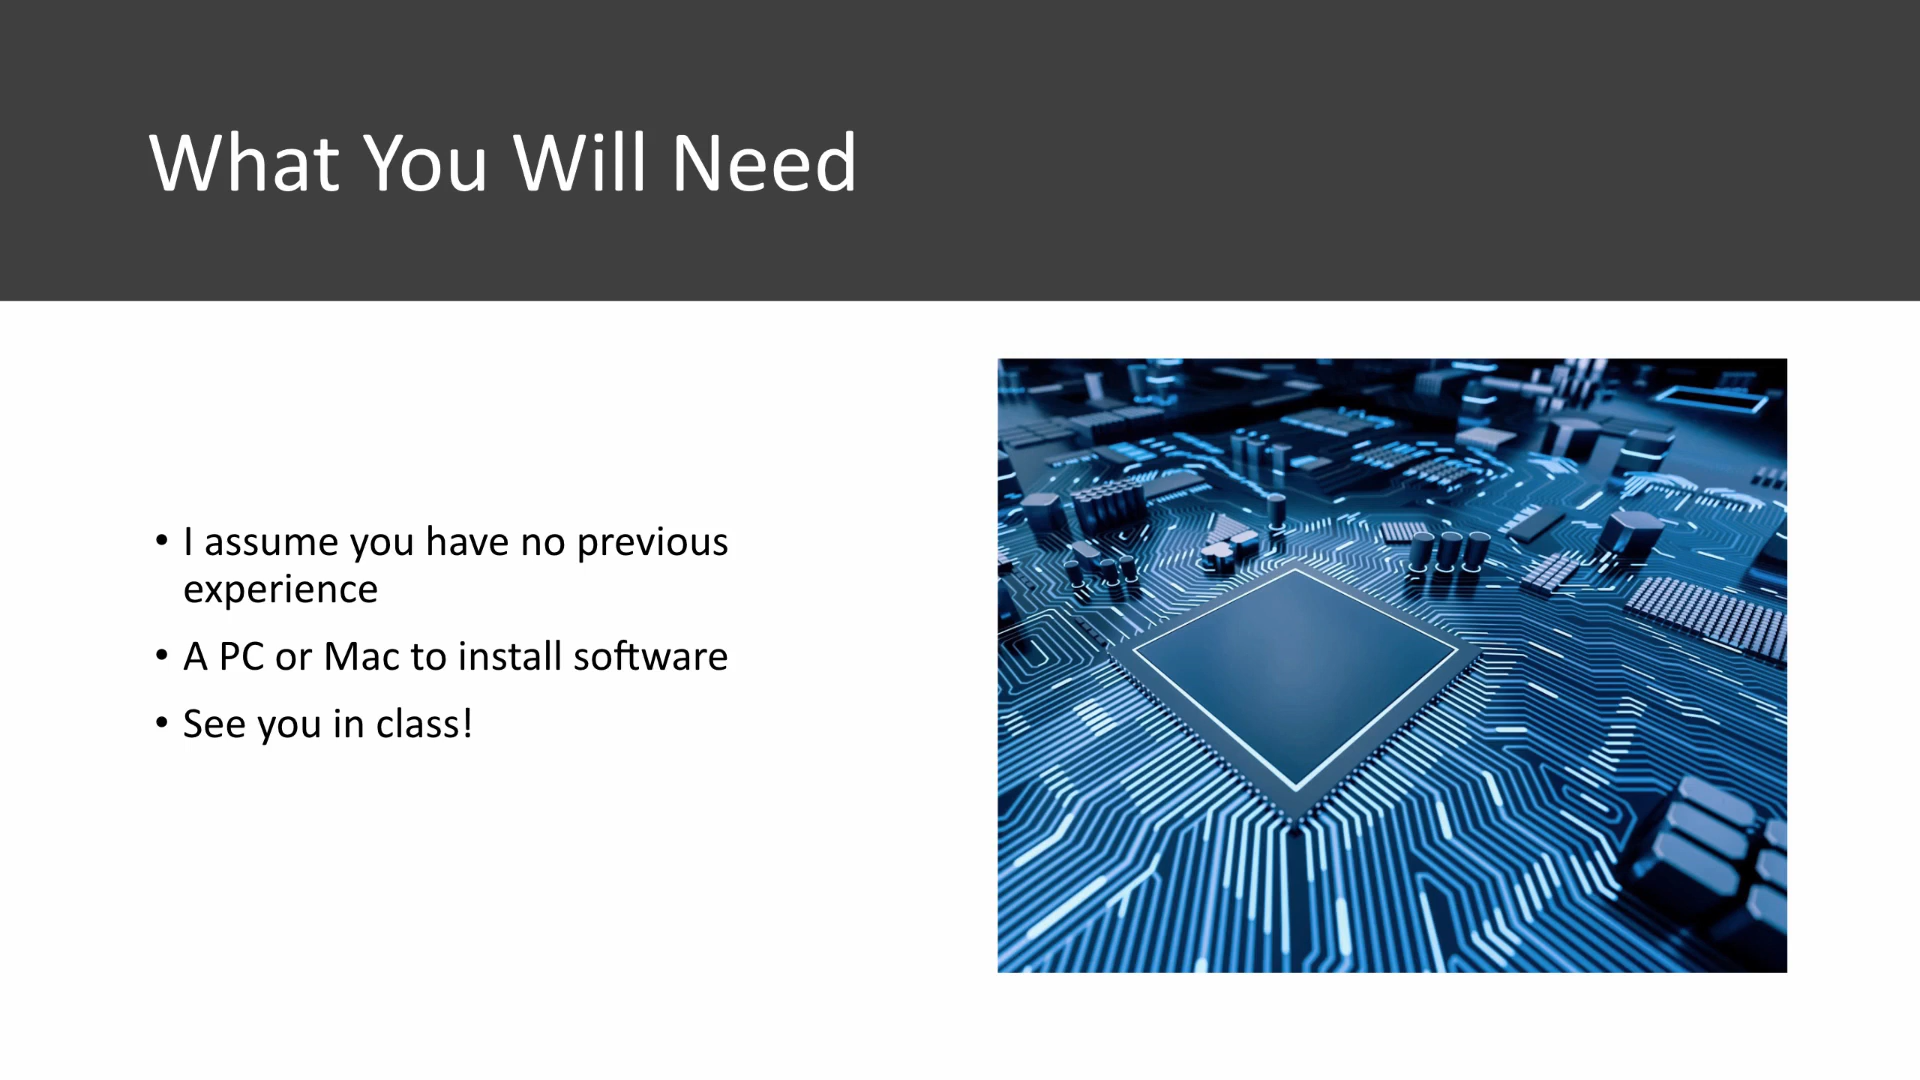 What You Will Need
• I assume you have no previous
experience
• A PC or Mac to install software
• See you in class!